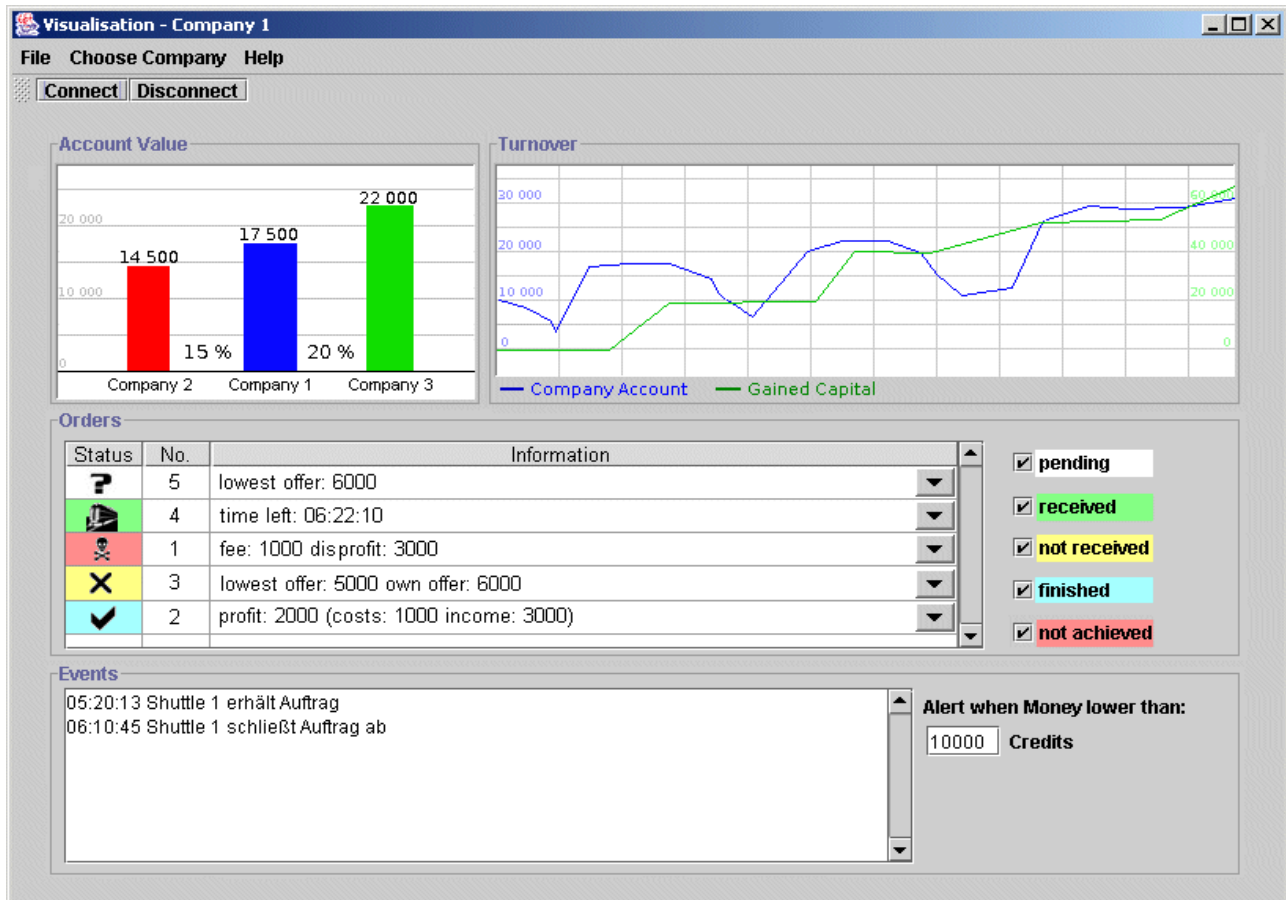 Visualisation - Company 1
File Choose Company Help
Connect Disconnect
Account Value
22 000
20 000
17 500
14 500
10 000
15 % 20 %
0
Company 2 Company 1 Company 3
Turnover
30 000 60 000
20 000 40 000
10 000 20 000
0 0
Company Account Gained Capital
Orders
Status No. Information
? 5 lowest offer: 6000
4 time left: 06:22:10
1 fee: 1000 disprofit: 3000
3 lowest offer: 5000 own offer: 6000
2 profit: 2000 (costs: 1000 income: 3000)
pending
received
not received
finished
not achieved
Events
05:20:13 Shuttle 1 erhält Auftrag
06:10:45 Shuttle 1 schließt Auftrag ab
Alert when Money lower than:
10000 Credits